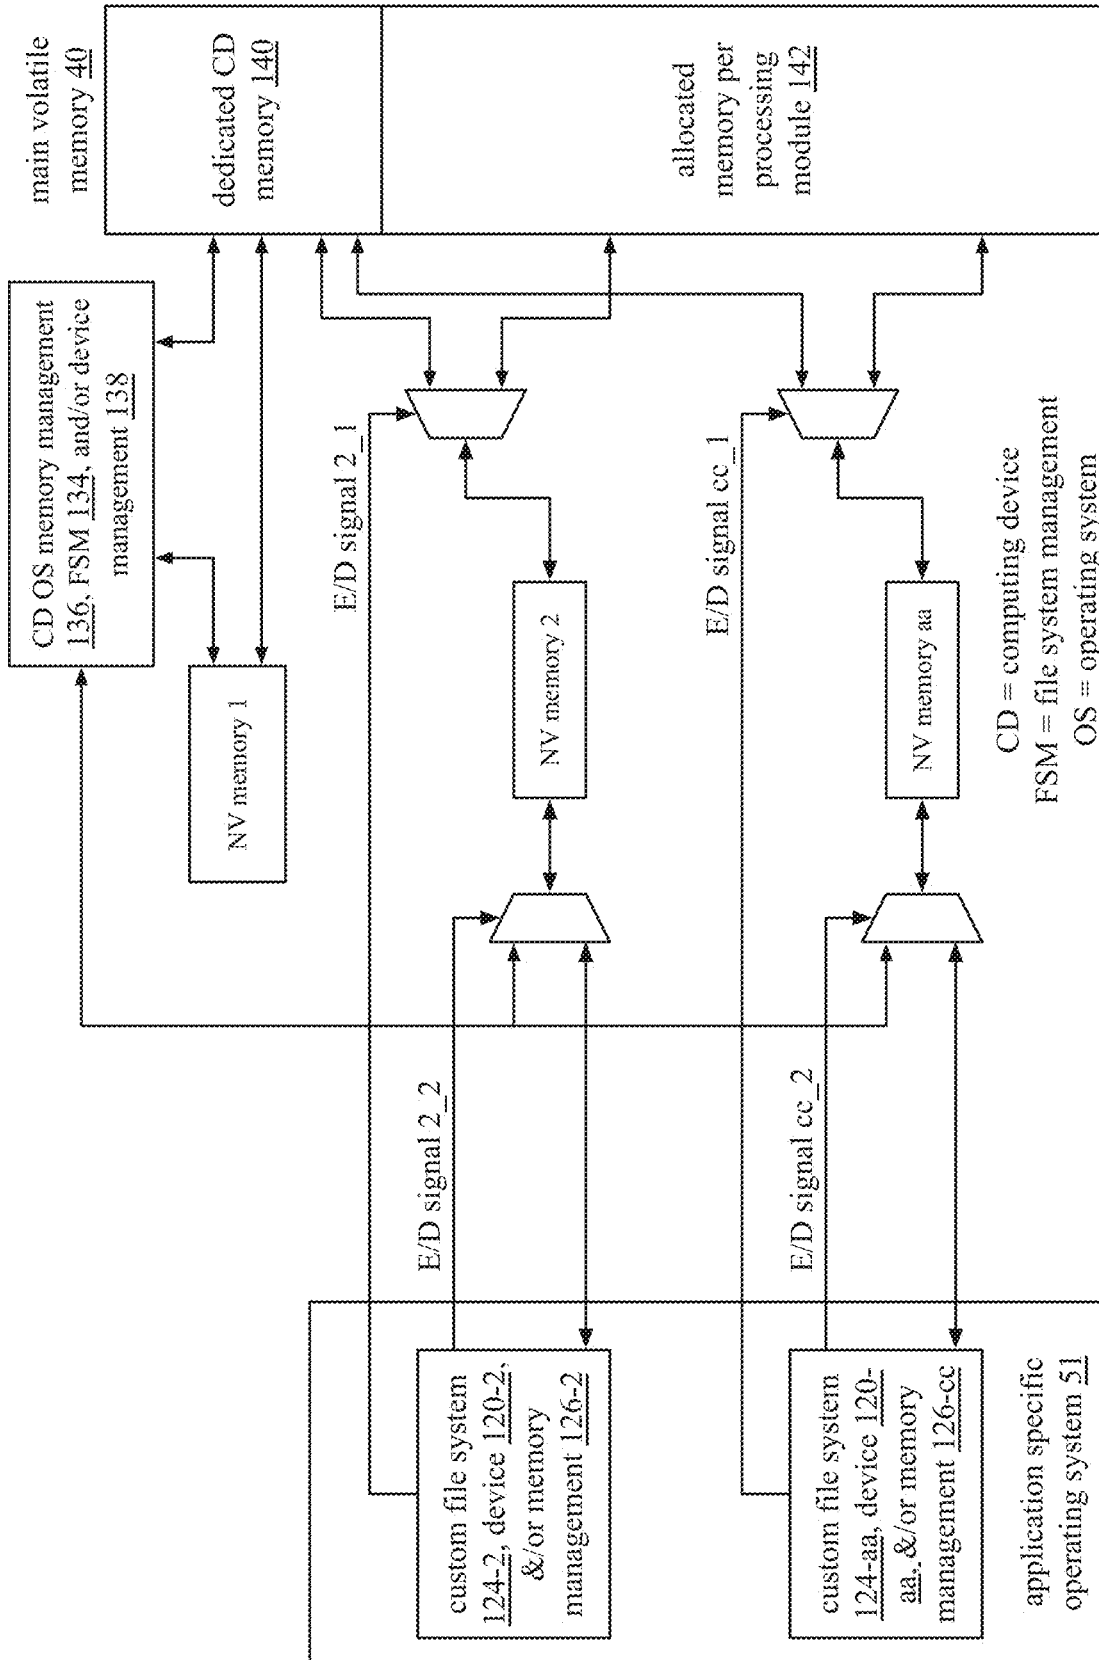 main volatile
memory 40
dedicated CD
memory 140
allocated
memory per
processing
module 142
CD OS memory management
136, FSM 134, and/or device
management 138
NV memory 1
E/D signal 2_1
NV memory 2
E/D signal 2_2
E/D signal cc_1
NV memory aa
E/D signal cc_2
custom file system
124-2, device 120-2,
&/or memory
management 126-2
custom file system
124-aa, device 120-
aa, &/or memory
management 126-cc
application specific
operating system 51
CD = computing device
FSM = file system management
OS = operating system